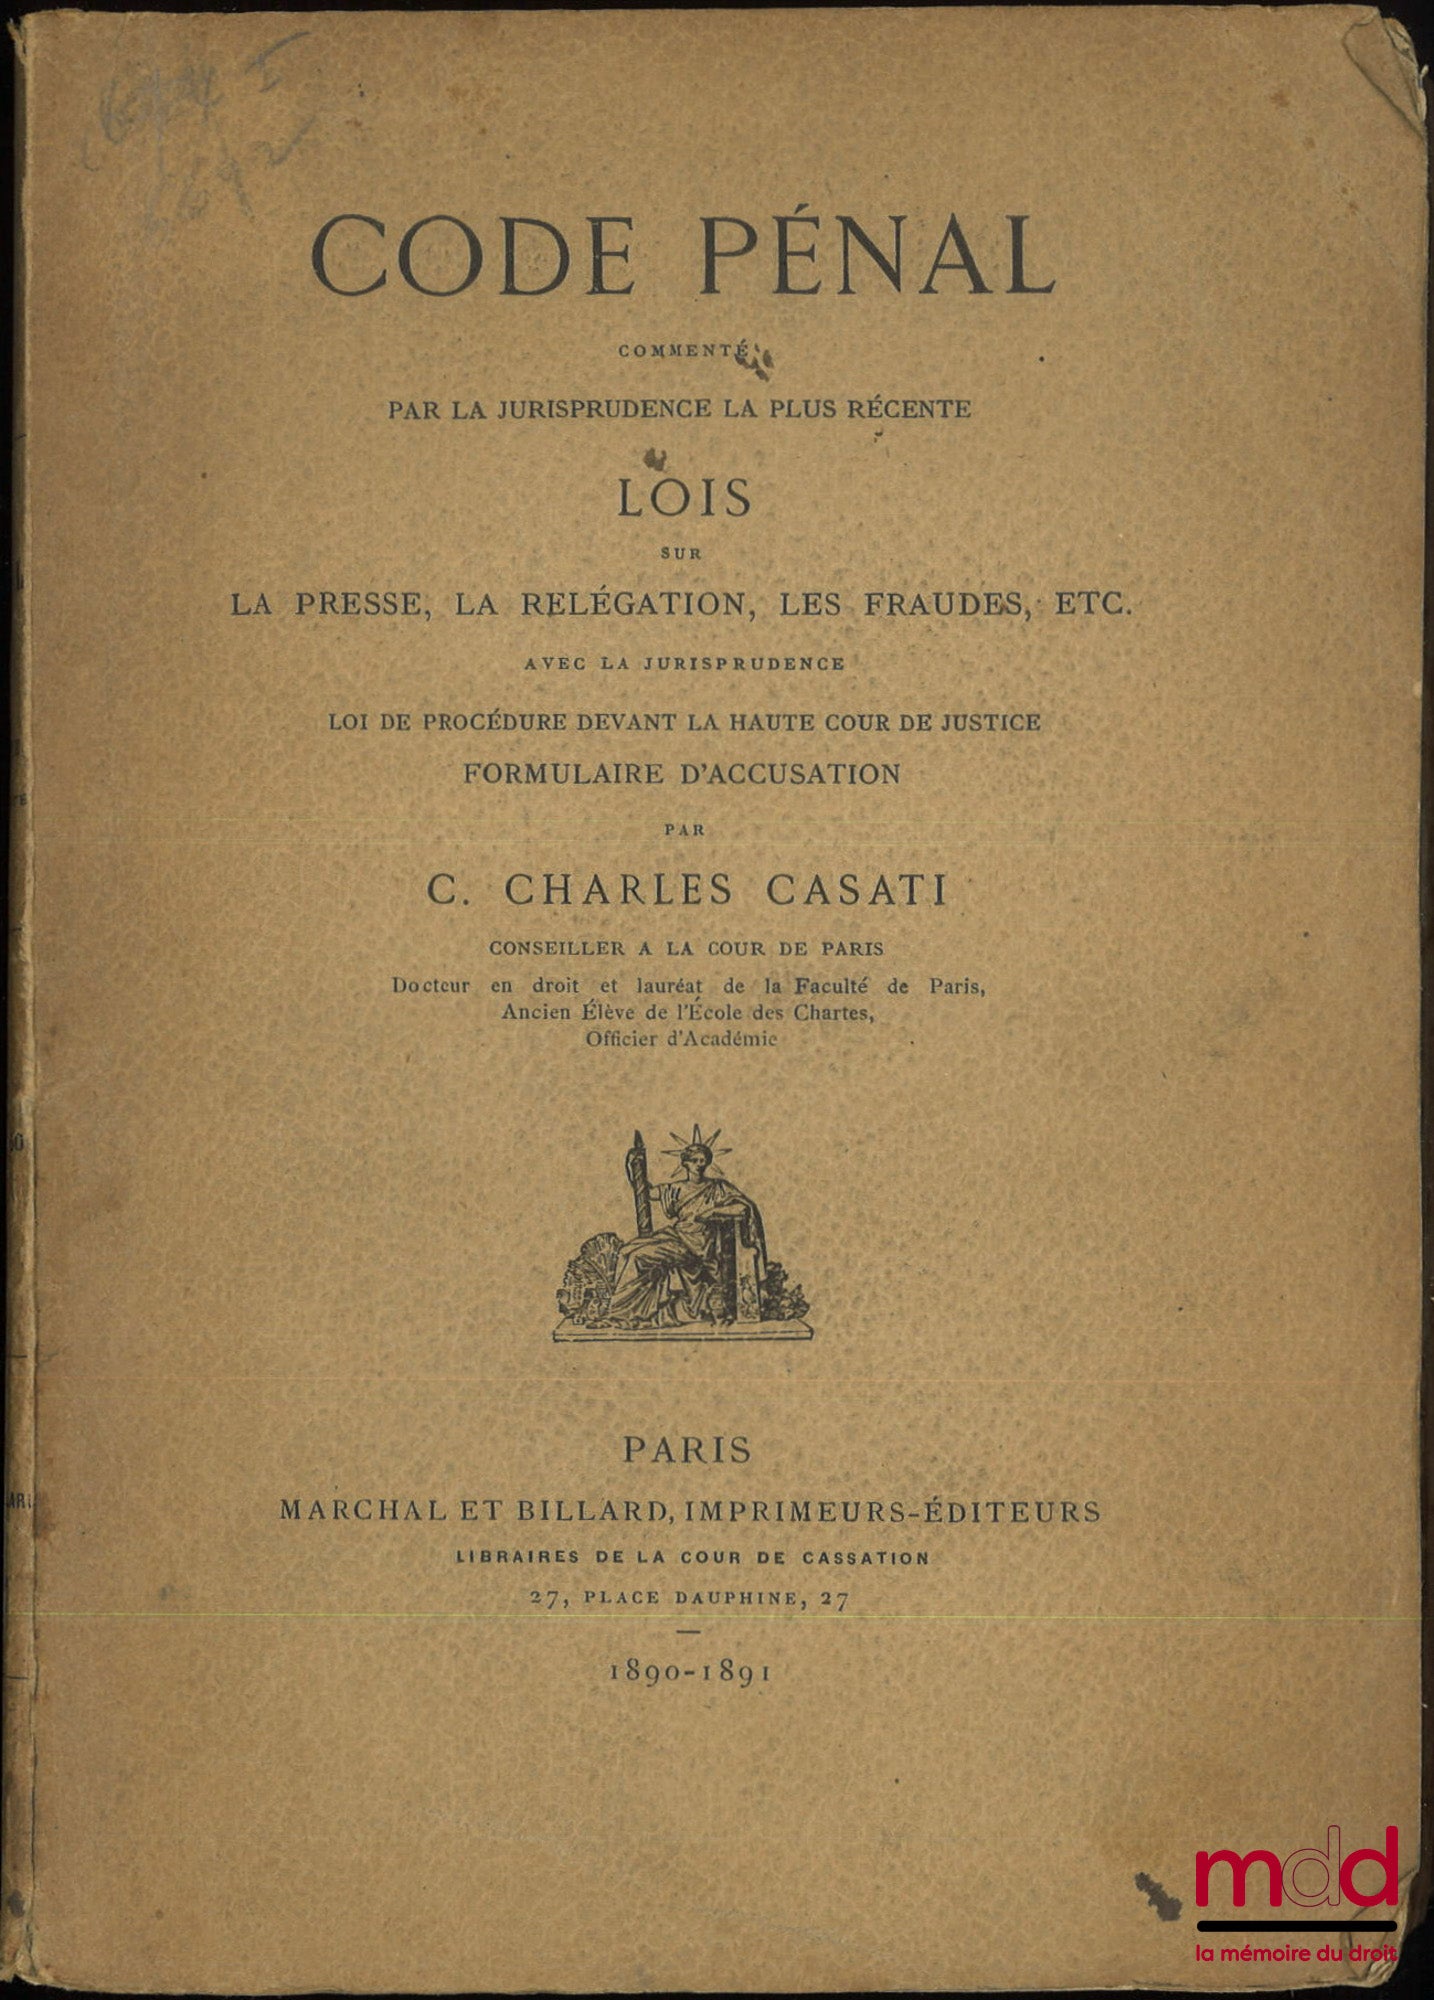 CODE PÉNAL
COMMENTÉ
PAR LA JURISPRUDENCE LA PLUS RÉCENTE
LOIS
SUR
LA PRESSE, LA RELÉGATION, LES FRAUDES, ETC.
AVEC LA JURISPRUDENCE
LOI DE PROCÉDURE DEVANT LA HAUTE COUR DE JUSTICE
FORMULAIRE D'ACCUSATION
PAR
C. CHARLES CASATI
CONSEILLER A LA COUR DE PARIS
Docteur en droit et lauréat de la Faculté de Paris,
Ancien Élève de l'École des Chartes,
Officier d'Académie
PARIS
MARCHAL ET BILLARD, IMPRIMEURS-ÉDITEURS
LIBRAIRES DE LA COUR DE CASSATION
27, PLACE DAUPHINE, 27
1890-1891
mdd
la mémoire du droit